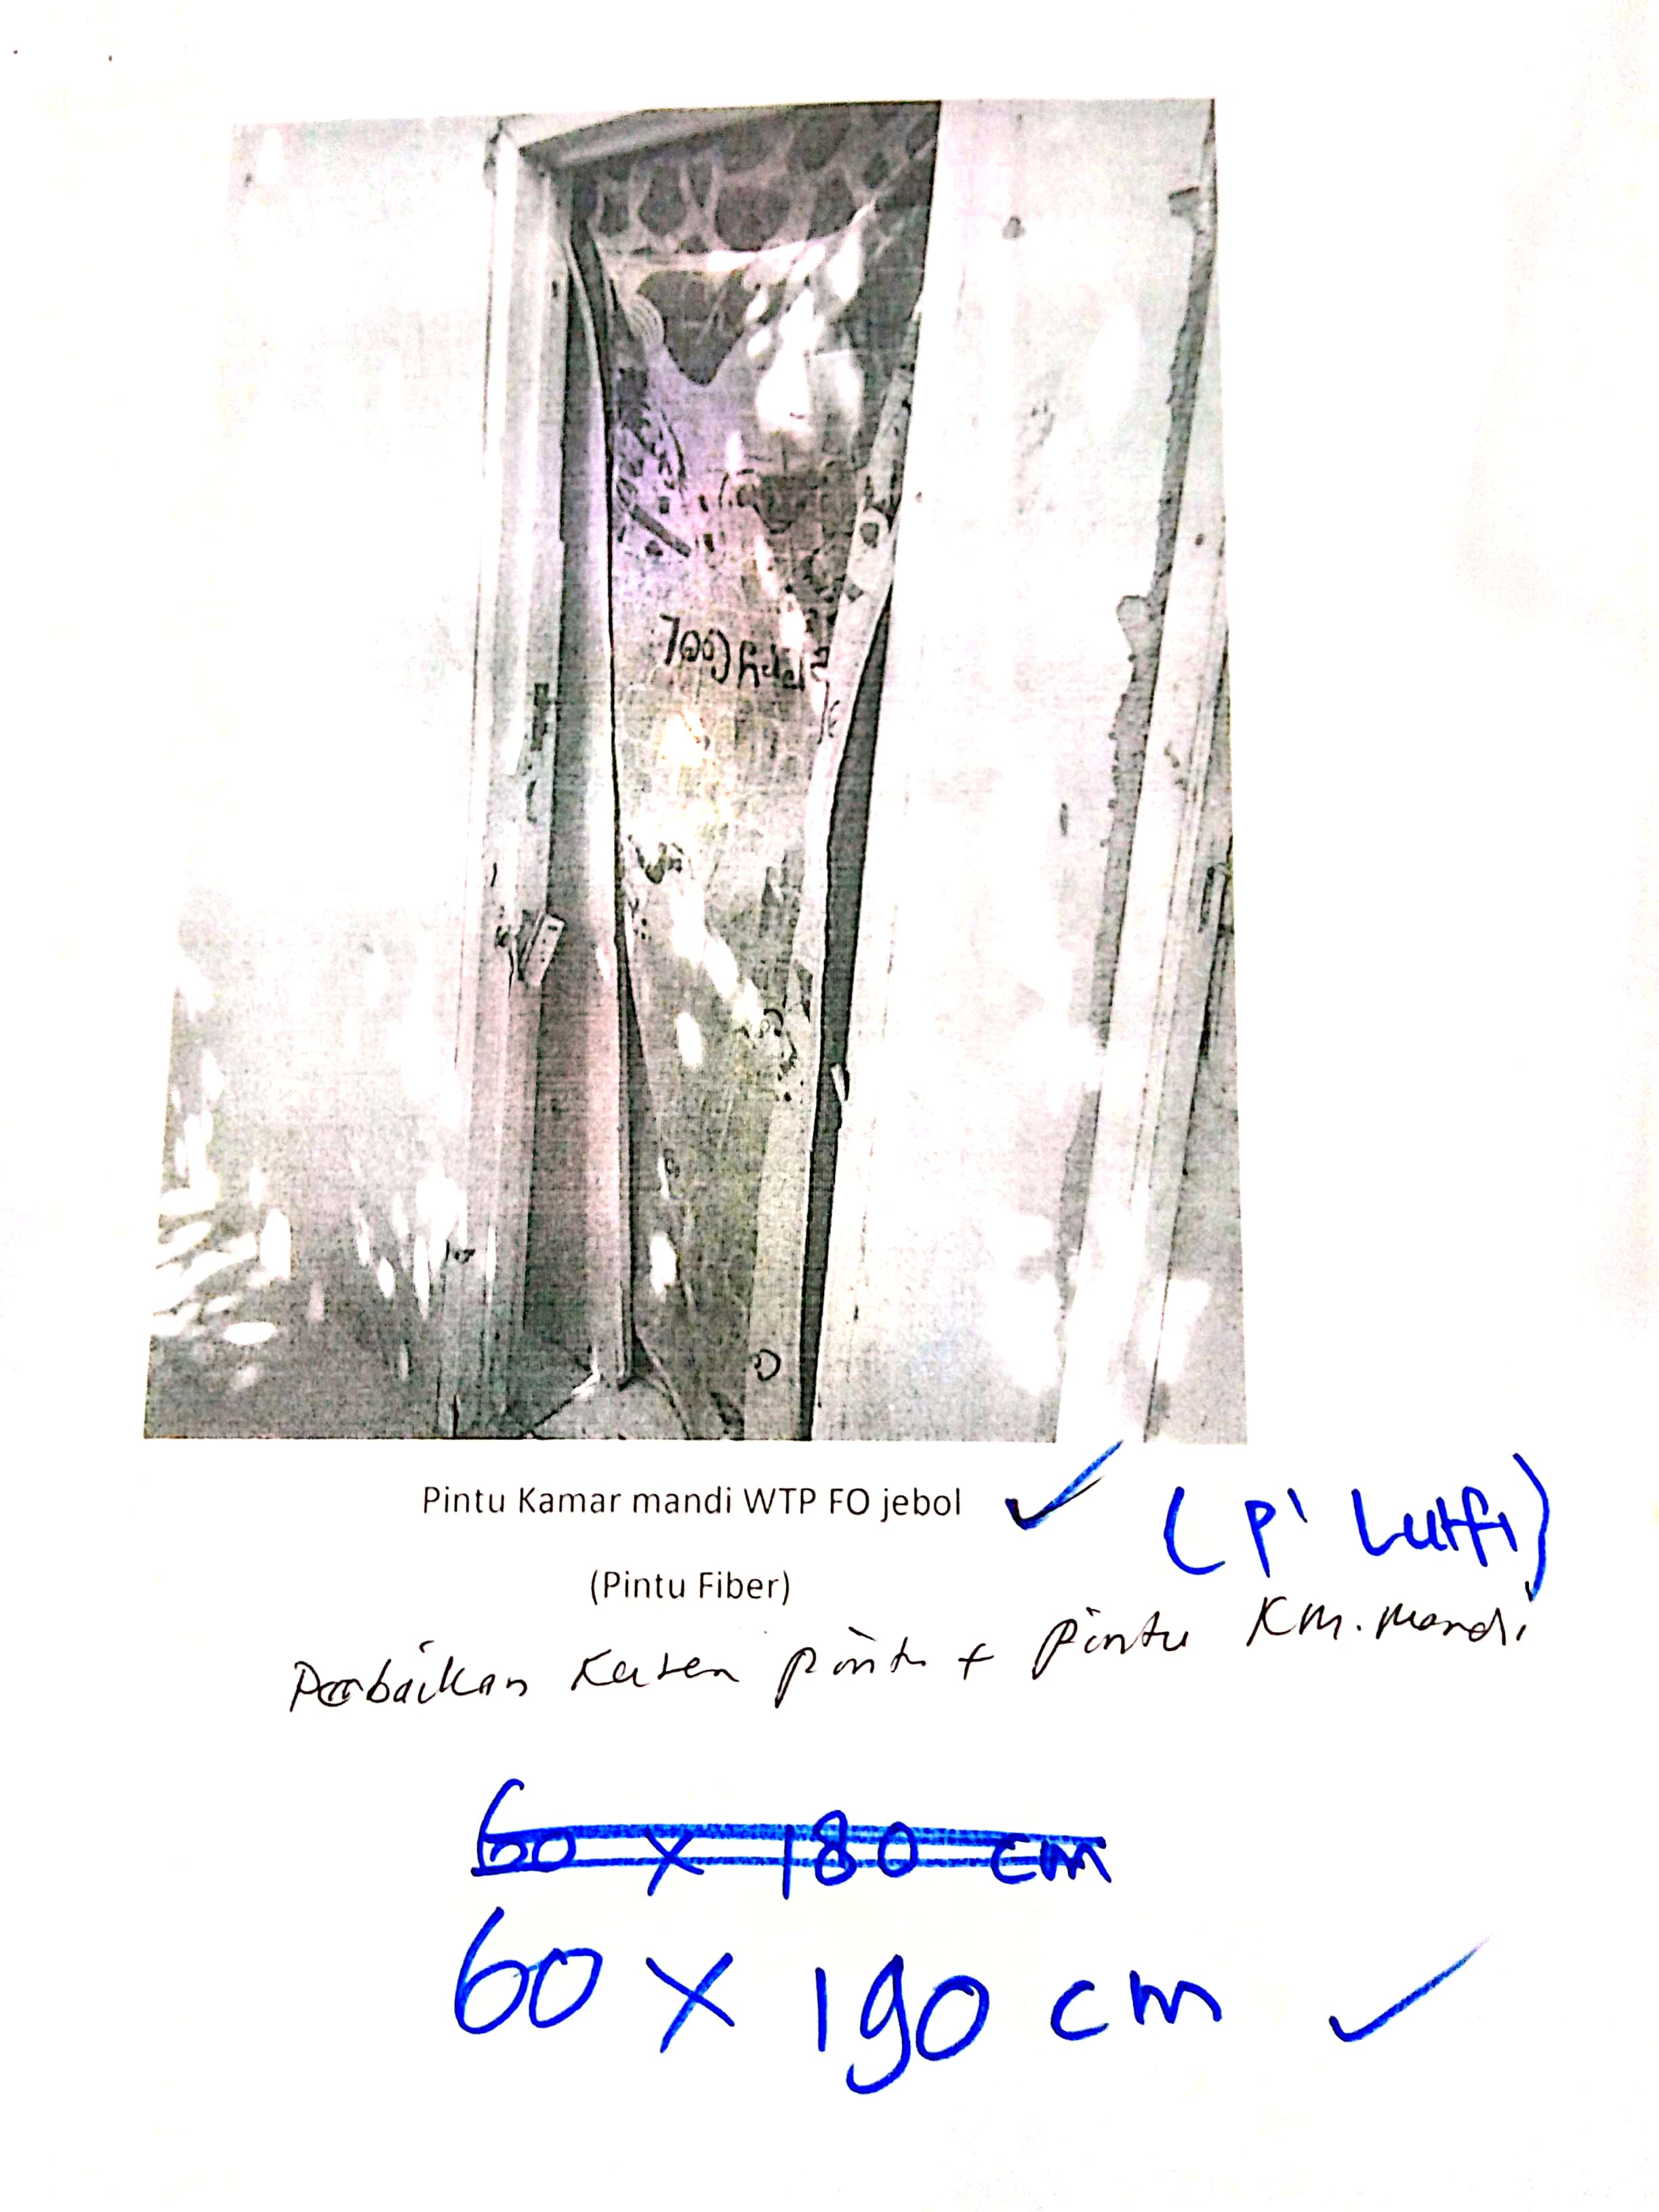 Pintu Kamar mandi WTP FO jebol
(P' Lutfi)
(Pintu Fiber)
Perbaikan Kusen pintu + pintu KM. Mandi
60 x 180 cm
60 x 190 cm